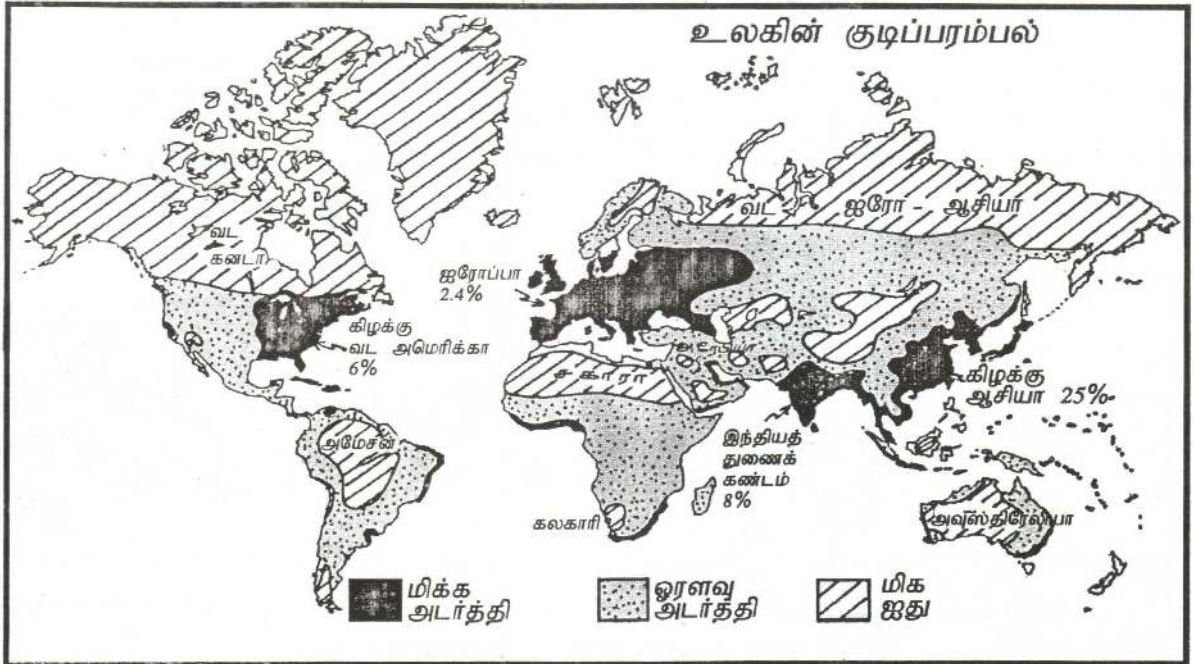 உலகின் குடிப்பரம்பல்
வட
கனடா
வட
ஐரோ - ஆசியா
ஐரோப்பா
2.4%
கிழக்கு
வட அமெரிக்கா
6%
அரேபியா
சகாரா
கிழக்கு
ஆசியா 25%
அமேசன்
இந்தியத்
துணைக்
கண்டம்
8%
கலகாரி
அவுஸ்திரேலியா
மிக்க
அடர்த்தி
ஓரளவு
அடர்த்தி
மிக
ஐது